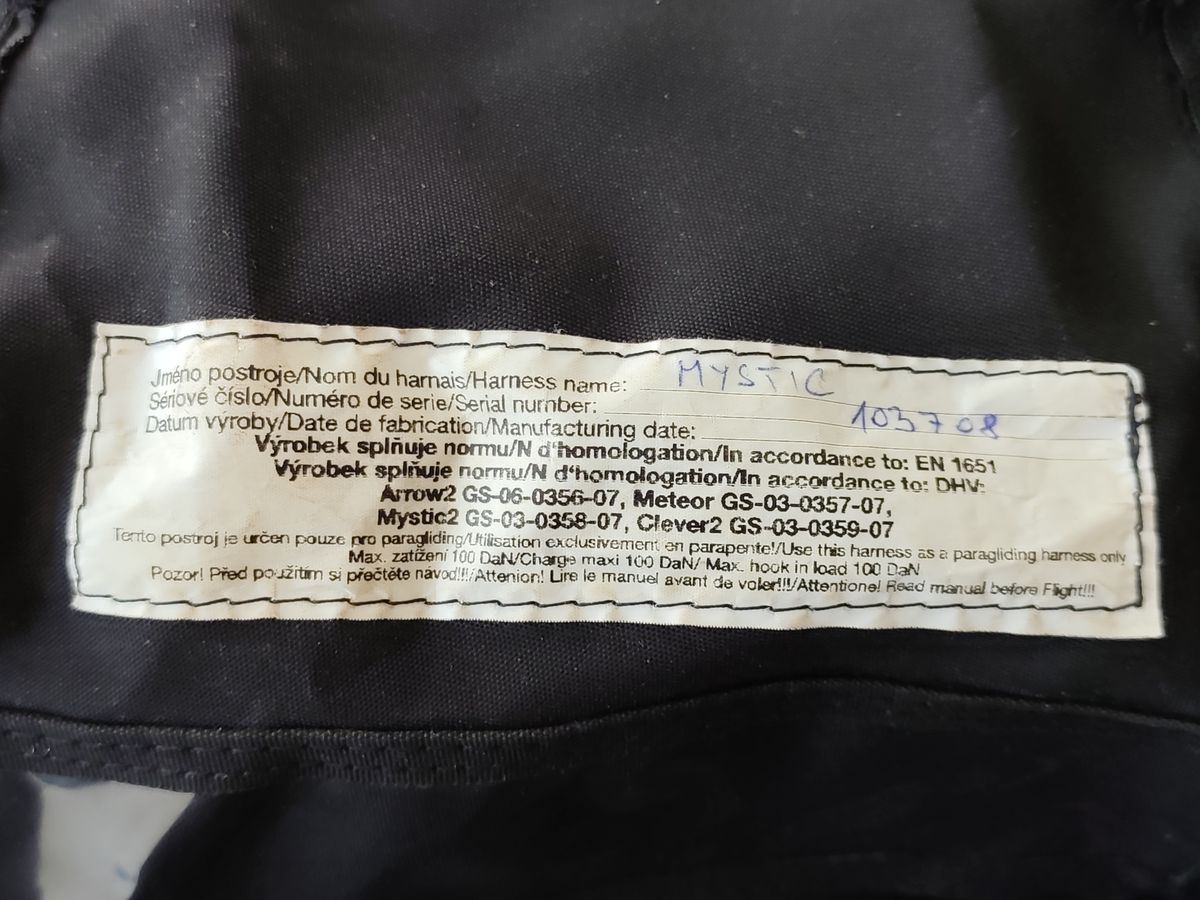 Jméno postroje/Nom du harnais/Harness name: MYSTIC
Sériové číslo/Numéro de serie/Serial number: 103708
Datum výroby/Date de fabrication/Manufacturing date:
Výrobek splňuje normu/N d'homologation/In accordance to: EN 1651
Výrobek splňuje normu/N d'homologation/In accordance to: DHV:
Arrow2 GS-06-0356-07, Meteor GS-03-0357-07,
Mystic2 GS-03-0358-07, Clever2 GS-03-0359-07
Tento postroj je určen pouze pro paragliding/Utilisation exclusivement en parapente!/Use this harness as a paragliding harness only
Max. zatížení 100 DaN/Charge maxi 100 DaN/ Max. hook in load 100 DaN
Pozor! Před použitím si přečtěte návod!!!/Attenion! Lire le manuel avant de voler!!!/Attentione! Read manual before Flight!!!